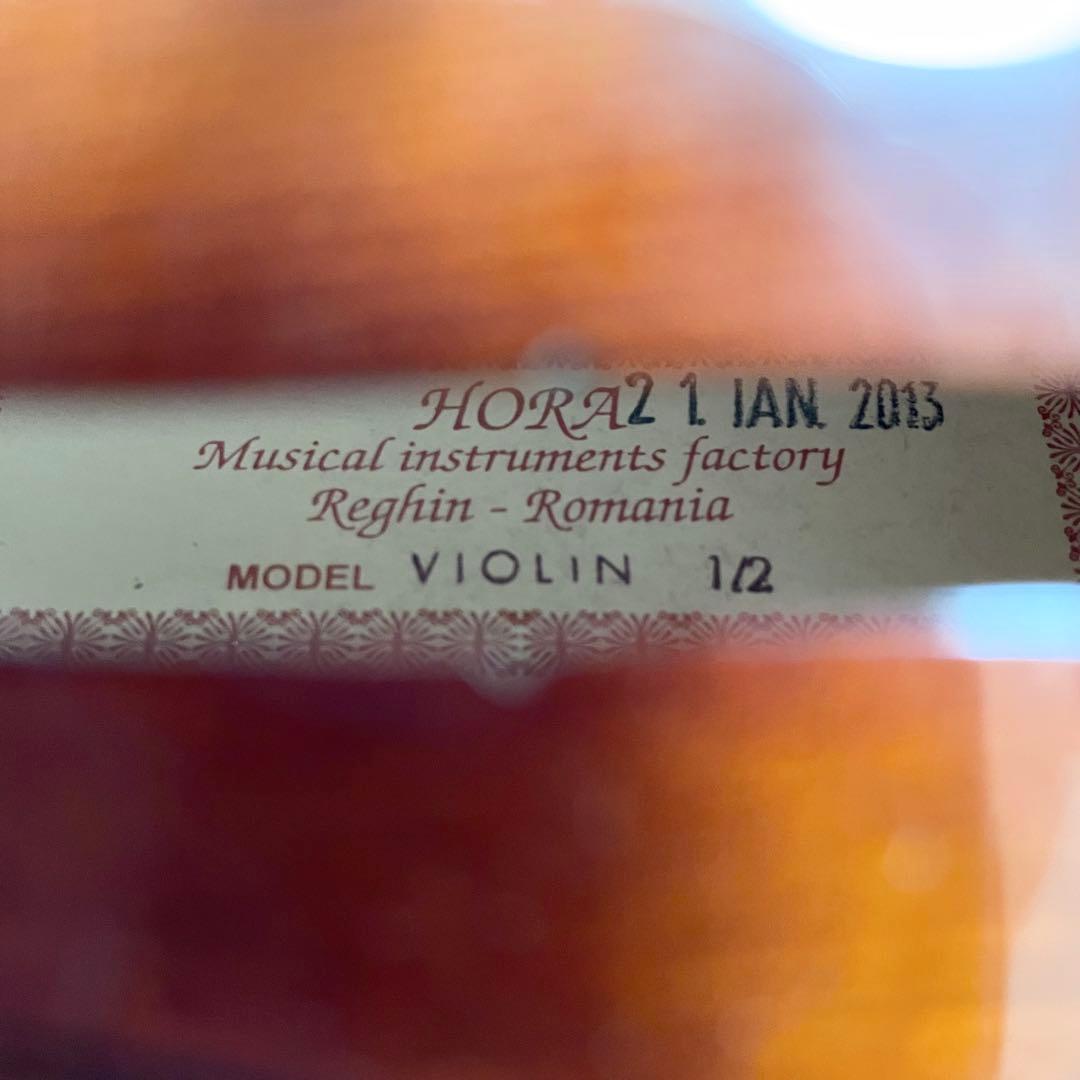 HORA 21. IAN. 2013
Musical instruments factory
Reghin - Romania
MODEL VIOLIN 1/2